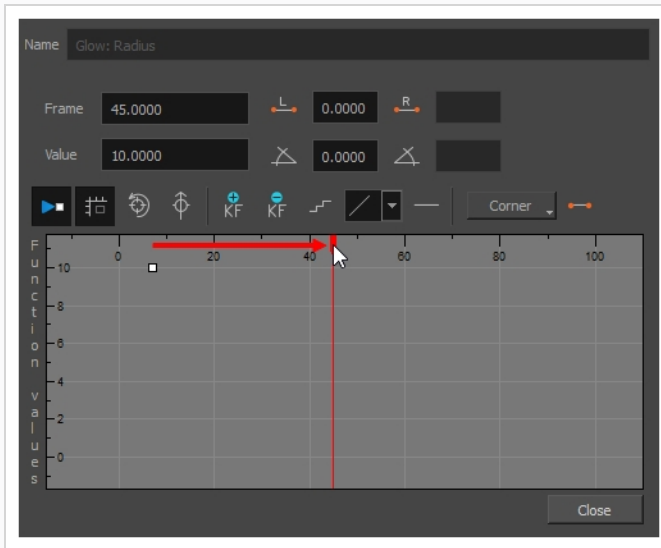 Name Glow: Radius
Frame 45.0000 L 0.0000 R
Value 10.0000 0.0000
KF KF Corner
Function values
0 20 40 60 80 100
10
8
6
4
2
0
Close